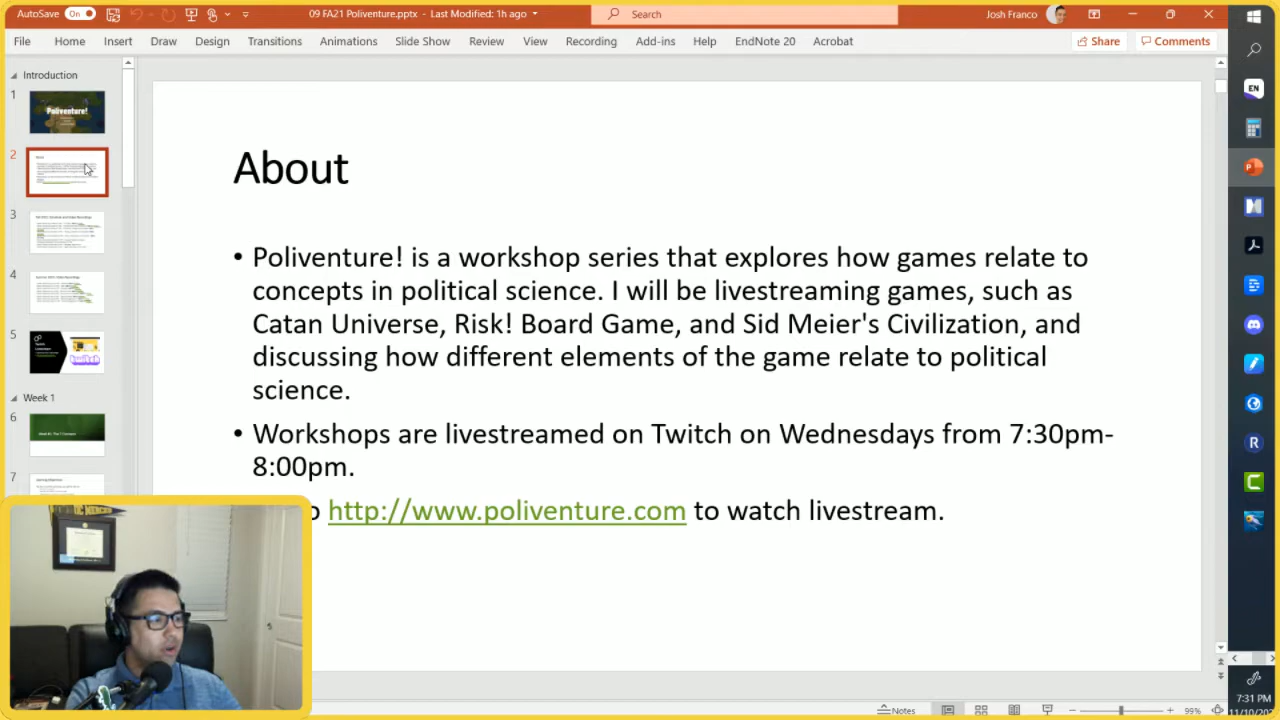 AutoSave On 09 FA21 Poliventure.pptx - Last Modified: 1h ago Search Josh Franco
File Home Insert Draw Design Transitions Animations Slide Show Review View Recording Add-ins Help EndNote 20 Acrobat Share Comments
Introduction
1
Poliventure!
2
3
4
5
Week 1
6
7
About
• Poliventure! is a workshop series that explores how games relate to
concepts in political science. I will be livestreaming games, such as
Catan Universe, Risk! Board Game, and Sid Meier's Civilization, and
discussing how different elements of the game relate to political
science.
• Workshops are livestreamed on Twitch on Wednesdays from 7:30pm-
8:00pm.
http://www.poliventure.com to watch livestream.
EN
R
Notes 99%
7:31 PM